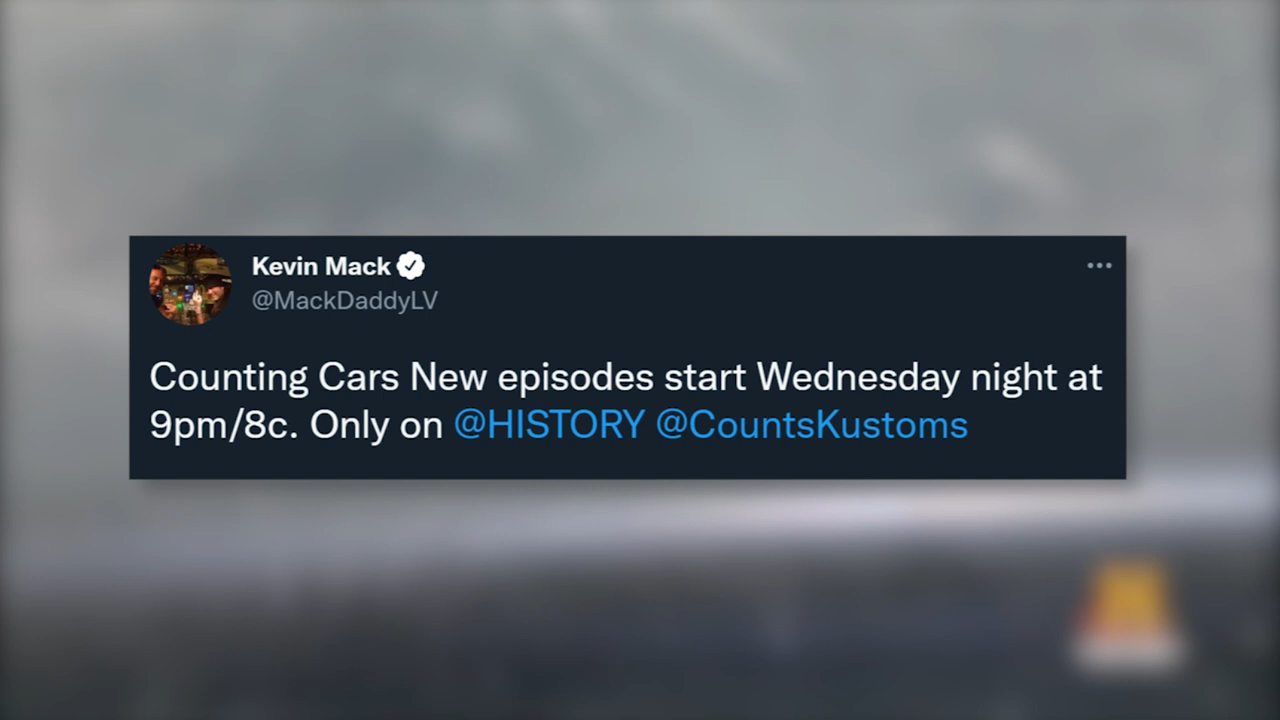 Kevin Mack
@MackDaddyLV
Counting Cars New episodes start Wednesday night at
9pm/8c. Only on @HISTORY @CountsKustoms